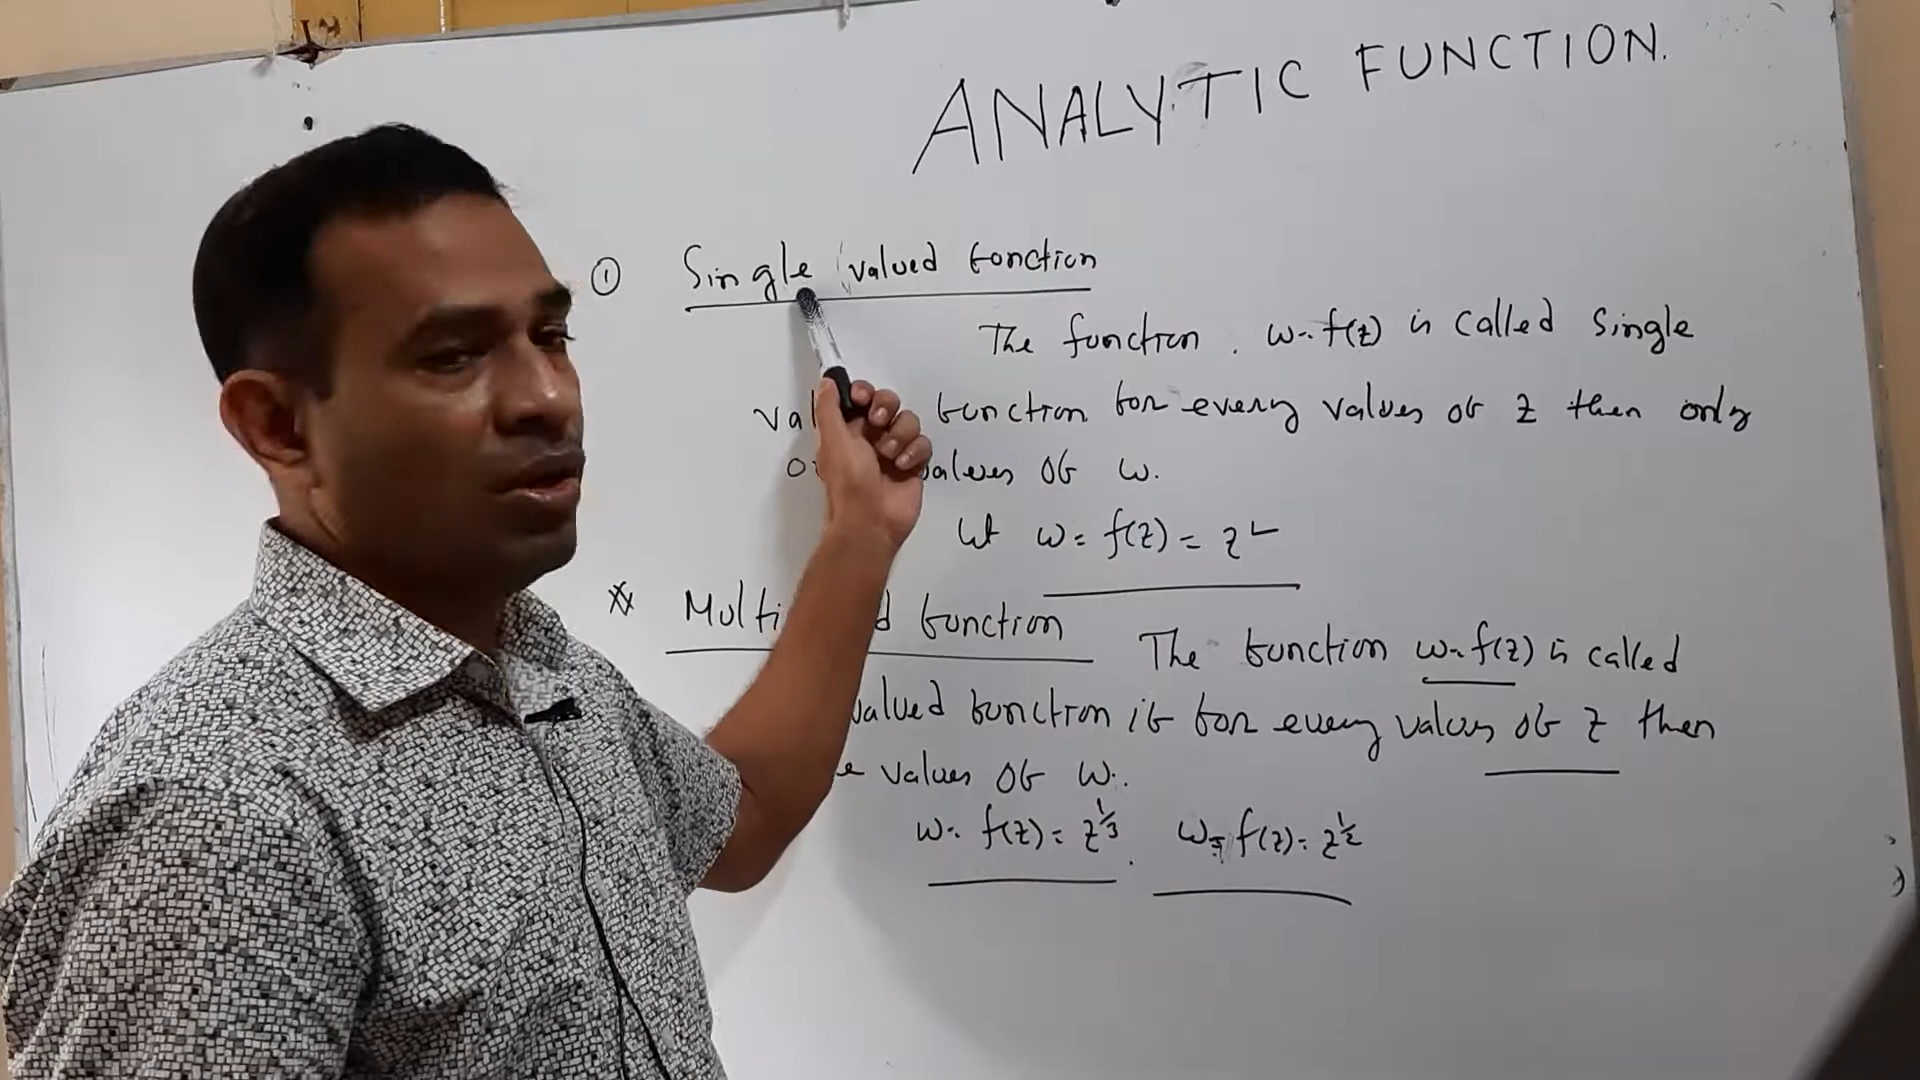 ANALYTIC FUNCTION.
① Single valued function
The function . w = f(z) is called single
function for every values of z then only
values of w.
Let w = f(z) = z²
function
The function w = f(z) is called
valued function if for every values of z then
values of w.
w = f(z) = z^1/3 . w = f(z) = z^1/2